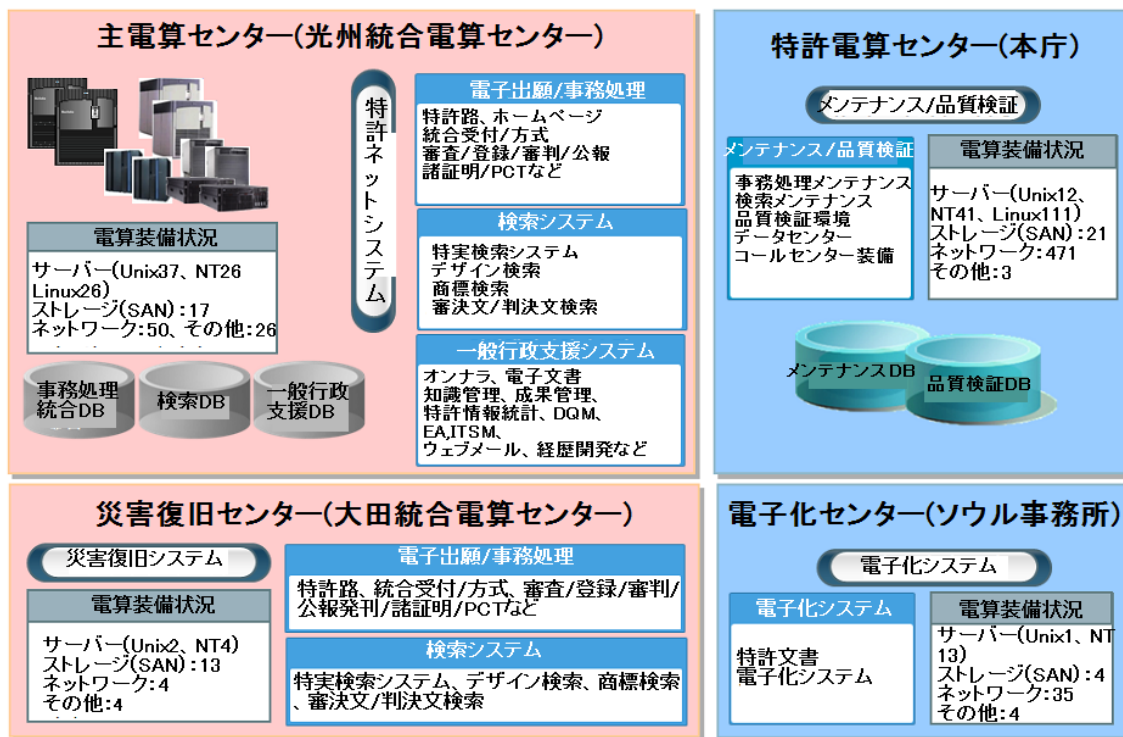 主電算センター(光州統合電算センター)
特許ネットシステム
電算装備状況
サーバー(Unix37、NT26
Linux26)
ストレージ(SAN):17
ネットワーク:50、その他:26
事務処理
統合DB
検索DB
一般行政
支援DB
電子出願/事務処理
特許路、ホームページ
統合受付/方式
審査/登録/審判/公報
諸証明/PCTなど
検索システム
特実検索システム
デザイン検索
商標検索
審決文/判決文検索
一般行政支援システム
オンナラ、電子文書
知識管理、成果管理、
特許情報統計、DQM、
EA,ITSM、
ウェブメール、経歴開発など
特許電算センター(本庁)
メンテナンス/品質検証
メンテナンス/品質検証
事務処理メンテナンス
検索メンテナンス
品質検証環境
データセンター
コールセンター装備
電算装備状況
サーバー(Unix12、
NT41、Linux111)
ストレージ(SAN):21
ネットワーク:471
その他:3
メンテナンスDB
品質検証DB
災害復旧センター(大田統合電算センター)
災害復旧システム
電算装備状況
サーバー(Unix2、NT4)
ストレージ(SAN):13
ネットワーク:4
その他:4
電子出願/事務処理
特許路、統合受付/方式、審査/登録/審判/
公報発刊/諸証明/PCTなど
検索システム
特実検索システム、デザイン検索、商標検索
、審決文/判決文検索
電子化センター(ソウル事務所)
電子化システム
電子化システム
特許文書
電子化システム
電算装備状況
サーバー(Unix1、NT
13)
ストレージ(SAN):4
ネットワーク:35
その他:4